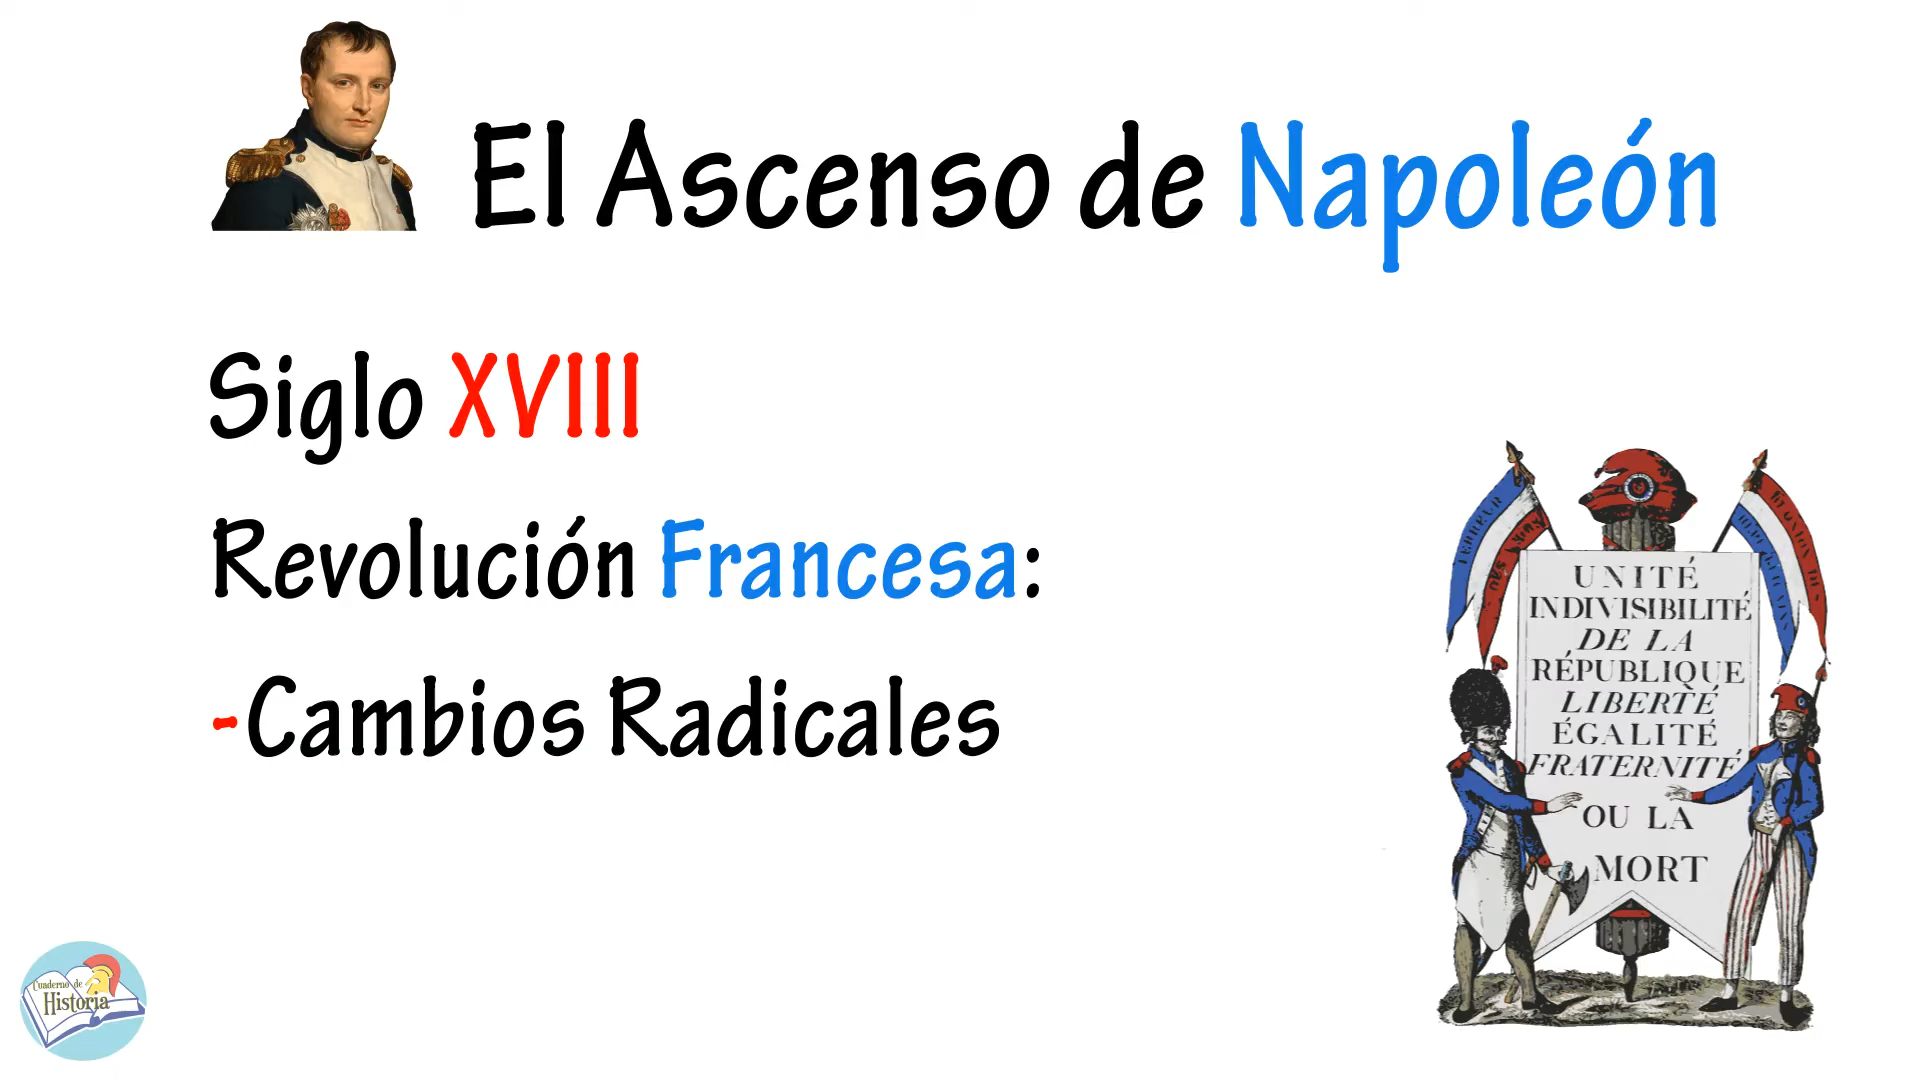 El Ascenso de Napoleón
Siglo XVIII
Revolución Francesa:
-Cambios Radicales
UNITÉ
INDIVISIBILITÉ
DE LA
RÉPUBLIQUE
LIBERTÉ
ÉGALITÉ
FRATERNITÉ
OU LA
MORT
Cuaderno de
Historia